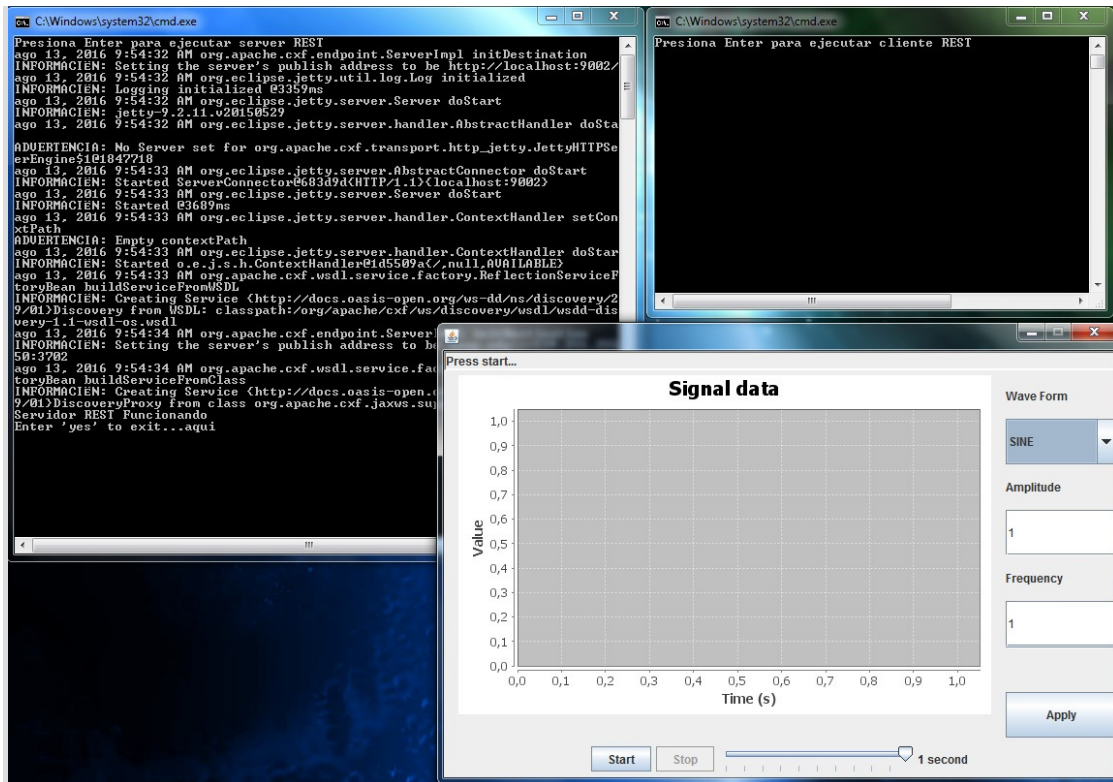 C:\Windows\system32\cmd.exe
Presiona Enter para ejecutar server REST
ago 13, 2016 9:54:32 AM org.apache.cxf.endpoint.ServerImpl initDestination
INFORMACIËN: Setting the server's publish address to be http://localhost:9002/
ago 13, 2016 9:54:32 AM org.eclipse.jetty.util.log.Log initialized
INFORMACIËN: Logging initialized @3359ms
ago 13, 2016 9:54:32 AM org.eclipse.jetty.server.Server doStart
INFORMACIËN: jetty-9.2.11.v20150529
ago 13, 2016 9:54:32 AM org.eclipse.jetty.server.handler.AbstractHandler doSta
ADVERTENCIA: No Server set for org.apache.cxf.transport.http_jetty.JettyHTTPSe
erEngine$1@1847718
ago 13, 2016 9:54:33 AM org.eclipse.jetty.server.AbstractConnector doStart
INFORMACIËN: Started ServerConnector@683d9d{HTTP/1.1}{localhost:9002}
ago 13, 2016 9:54:33 AM org.eclipse.jetty.server.Server doStart
INFORMACIËN: Started @3689ms
ago 13, 2016 9:54:33 AM org.eclipse.jetty.server.handler.ContextHandler setCon
xtPath
ADVERTENCIA: Empty contextPath
ago 13, 2016 9:54:33 AM org.eclipse.jetty.server.handler.ContextHandler doStar
INFORMACIËN: Started o.e.j.s.h.ContextHandler@1d5509a{/,null,AVAILABLE}
ago 13, 2016 9:54:33 AM org.apache.cxf.wsdl.service.factory.ReflectionServiceF
toryBean buildServiceFromWSDL
INFORMACIËN: Creating Service {http://docs.oasis-open.org/ws-dd/ns/discovery/2
9/01}Discovery from WSDL: classpath:/org/apache/cxf/ws/discovery/wsdl/wsdd-dis
very-1.1-wsdl-os.wsdl
ago 13, 2016 9:54:34 AM org.apache.cxf.endpoint.ServerI
INFORMACIËN: Setting the server's publish address to be
50:3702
ago 13, 2016 9:54:34 AM org.apache.cxf.wsdl.service.fac
toryBean buildServiceFromClass
INFORMACIËN: Creating Service {http://docs.oasis-open.o
9/01}DiscoveryProxy from class org.apache.cxf.jaxws.sup
Servidor REST Funcionando
Enter 'yes' to exit...aqui
C:\Windows\system32\cmd.exe
Presiona Enter para ejecutar cliente REST
Press start...
Signal data
1,0
0,9
0,8
0,7
0,6
0,5
0,4
0,3
0,2
0,1
0,0
Value
0,0 0,1 0,2 0,3 0,4 0,5 0,6 0,7 0,8 0,9 1,0
Time (s)
Wave Form
SINE
Amplitude
1
Frequency
1
Apply
Start Stop 1 second